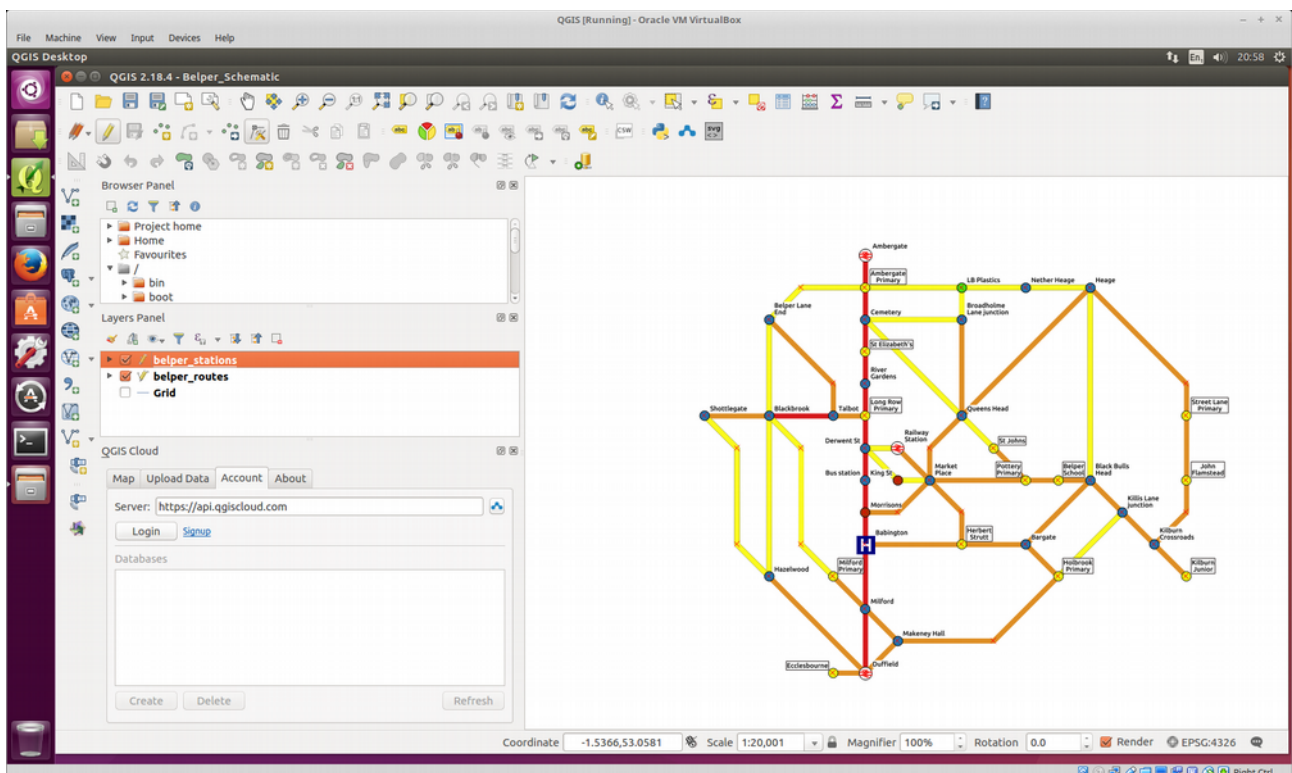 QGIS [Running] - Oracle VM VirtualBox
File Machine View Input Devices Help
QGIS Desktop
En
20:58
QGIS 2.18.4 - Belper_Schematic
abc
CSW
svg
Browser Panel
Project home
Home
Favourites
/
bin
boot
Layers Panel
belper_stations
belper_routes
Grid
QGIS Cloud
Map Upload Data Account About
Server: https://api.qgiscloud.com
Login Signup
Databases
Create Delete Refresh
Ambergate
Ambergate
Primary
LB Plastics
Nether Heage
Heage
Belper Lane
End
Cemetery
Broadholme
Lane junction
St Elizabeth's
River
Gardens
Shottlegate
Blackbrook
Talbot
Long Row
Primary
Queens Head
Street Lane
Primary
Derwent St
Railway
Station
St Johns
Bus station
King St
Market
Place
Pottery
Primary
Belper
School
Black Bulls
Head
John
Flamstead
Morrisons
Killis Lane
junction
Babington
H
Herbert
Strutt
Bargate
Kilburn
Crossroads
Hazelwood
Milford
Primary
Holbrook
Primary
Kilburn
Junior
Milford
Makeney Hall
Ecclesbourne
Duffield
Coordinate -1.5366,53.0581 Scale 1:20,001 Magnifier 100% Rotation 0.0 Render EPSG:4326
Right Ctrl